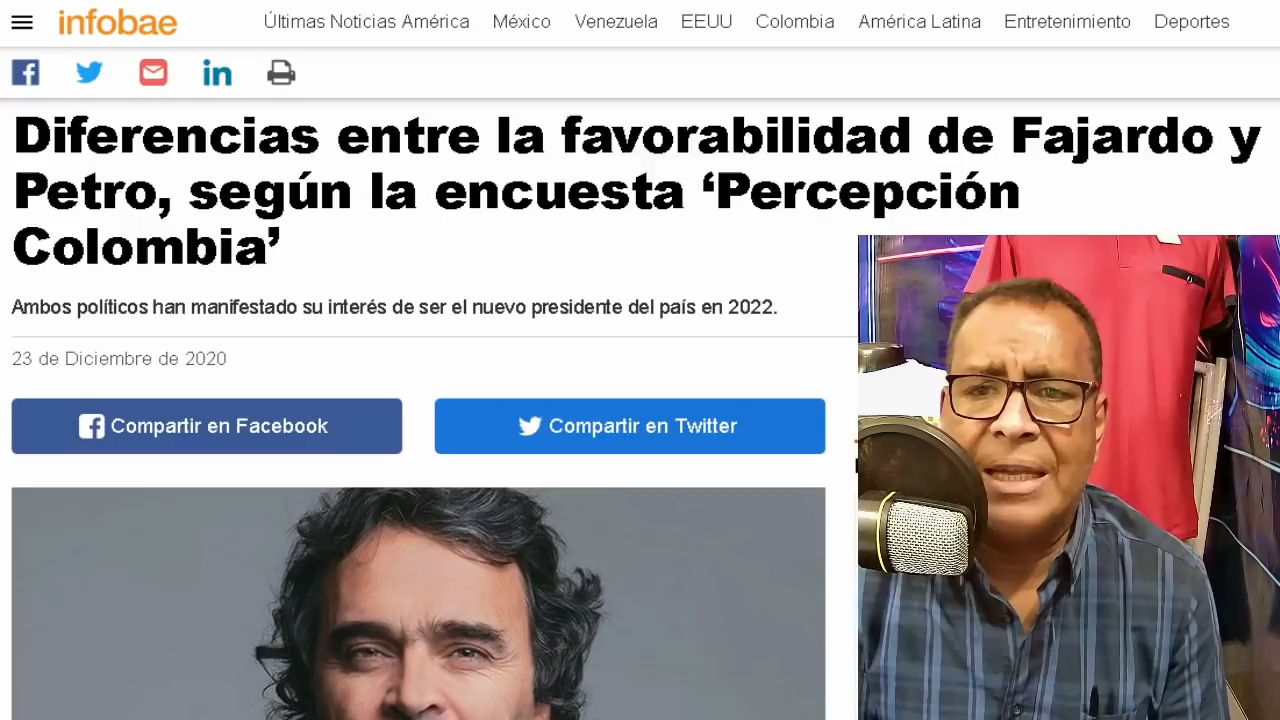 infobae
Últimas Noticias América México Venezuela EEUU Colombia América Latina Entretenimiento Deportes
Diferencias entre la favorabilidad de Fajardo y
Petro, según la encuesta ‘Percepción
Colombia’
Ambos políticos han manifestado su interés de ser el nuevo presidente del país en 2022.
23 de Diciembre de 2020
Compartir en Facebook
Compartir en Twitter